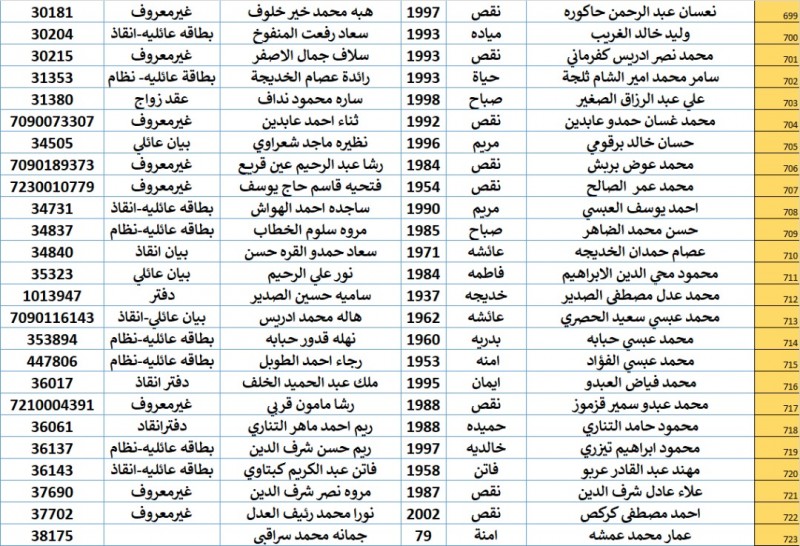 699 نعسان عبد الرحمن حاكوره نقص 1997 هبه محمد خير خلوف غيرمعروف 30181
700 وليد خالد الغريب مياده 1993 سعاد رفعت المنفوخ بطاقه عائليه-انقاذ 30204
701 محمد نصر ادريس كفرماني نقص 1993 سلاف جمال الاصفر غيرمعروف 30215
702 سامر محمد امير الشام ثلجة حياة 1993 رائدة عصام الخديجة بطاقة عائليه- نظام 31353
703 علي عبد الرزاق الصغير صباح 1998 ساره محمود نداف عقد زواج 31380
704 محمد غسان حمدو عابدين نقص 1992 ثناء احمد عابدين غيرمعروف 7090073307
705 حسان خالد برقومي مريم 1996 نظيره ماجد شعراوي بيان عائلي 34505
706 محمد عوض بريش نقص 1984 رشا عبد الرحيم عين قريع غيرمعروف 7090189373
707 محمد عمر الصالح نقص 1954 فتحيه قاسم حاج يوسف غيرمعروف 7230010779
708 احمد يوسف العبسي مريم 1990 ساجده احمد الهواش بطاقه عائليه-انقاذ 34731
709 حسن محمد الضاهر صباح 1985 مروه سلوم الخطاب بطاقه عائليه-نظام 34837
710 عصام حمدان الخديجه عائشه 1971 سعاد حمدو القره حسن بيان انقاذ 34840
711 محمود محي الدين الابراهيم فاطمه 1984 نور علي الرحيم بيان عائلي 35323
712 محمد عدل مصطفى الصدير خديجه 1937 ساميه حسين الصدير دفتر 1013947
713 محمد عبسي سعيد الحصري عائشه 1962 هاله محمد ادريس بيان عائلي-انقاذ 7090116143
714 محمد عبسي حبابه بدريه 1960 نهله قدور حبابه بطاقه عائليه-نظام 353894
715 محمد عبسي الفؤاد امنه 1953 رجاء احمد الطويل بطاقه عائليه-نظام 447806
716 محمد فياض العبدو ايمان 1995 ملك عبد الحميد الخلف دفتر انقاذ 36017
717 محمد عبدو سمير قزموز نقص 1988 رشا مامون قربي غيرمعروف 7210004391
718 محمود حامد التناري حميده 1988 ريم احمد ماهر التناري دفترانقاد 36061
719 محمود ابراهيم تيزري خالديه 1997 ريم حسن شرف الدين بطاقه عائليه-نظام 36137
720 مهند عبد القادر عربو فاتن 1958 فاتن عبد الكريم كبتاوي بطاقه عائليه-انقاذ 36143
721 علاء عادل شرف الدين نقص 1987 مروه نصر شرف الدين غيرمعروف 37690
722 احمد مصطفى كركص نقص 2002 نورا محمد رئيف العدل غيرمعروف 37702
723 عمار محمد عمشه امنة 79 جمانه محمد سراقبي 38175